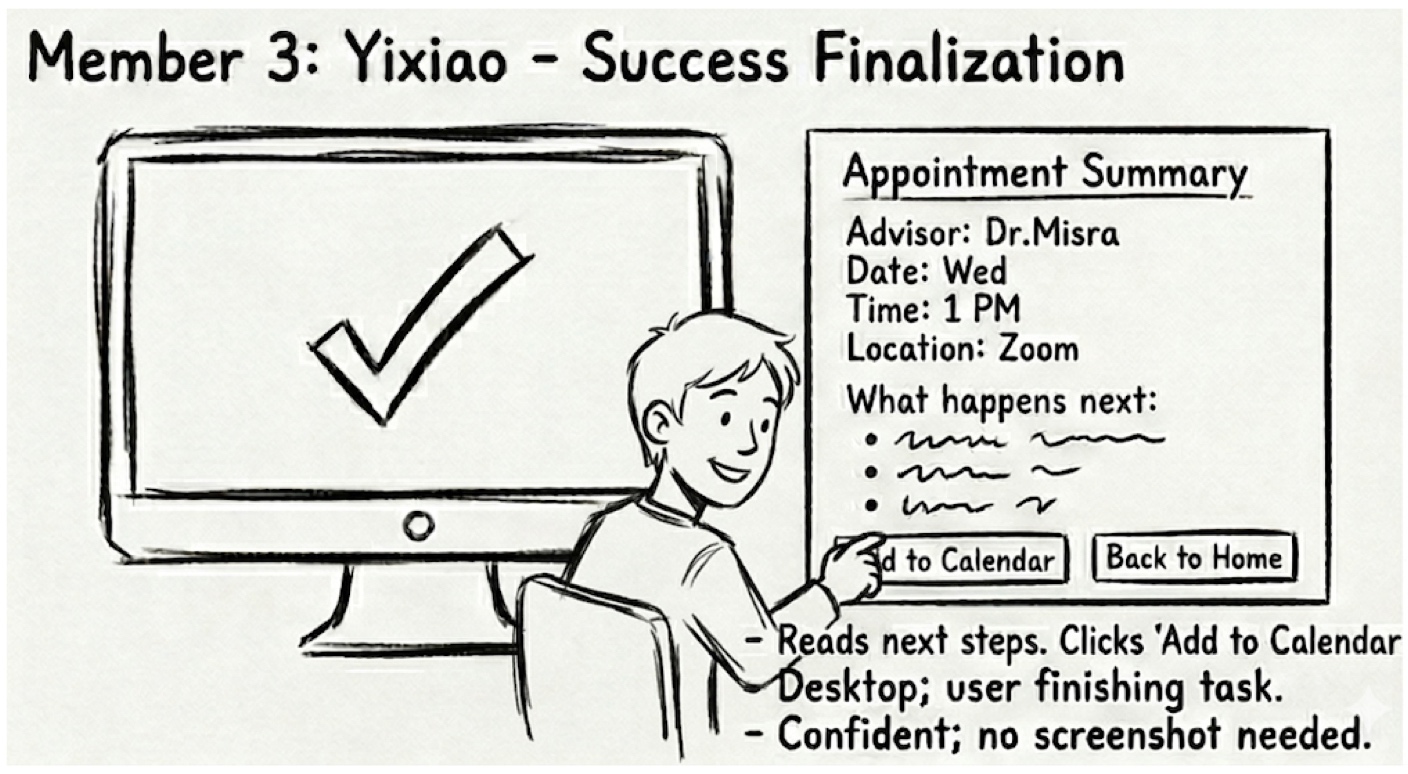 Member 3: Yixiao - Success Finalization
Appointment Summary
Advisor: Dr.Misra
Date: Wed
Time: 1 PM
Location: Zoom
What happens next:
d to Calendar
Back to Home
- Reads next steps. Clicks 'Add to Calendar
Desktop; user finishing task.
- Confident; no screenshot needed.